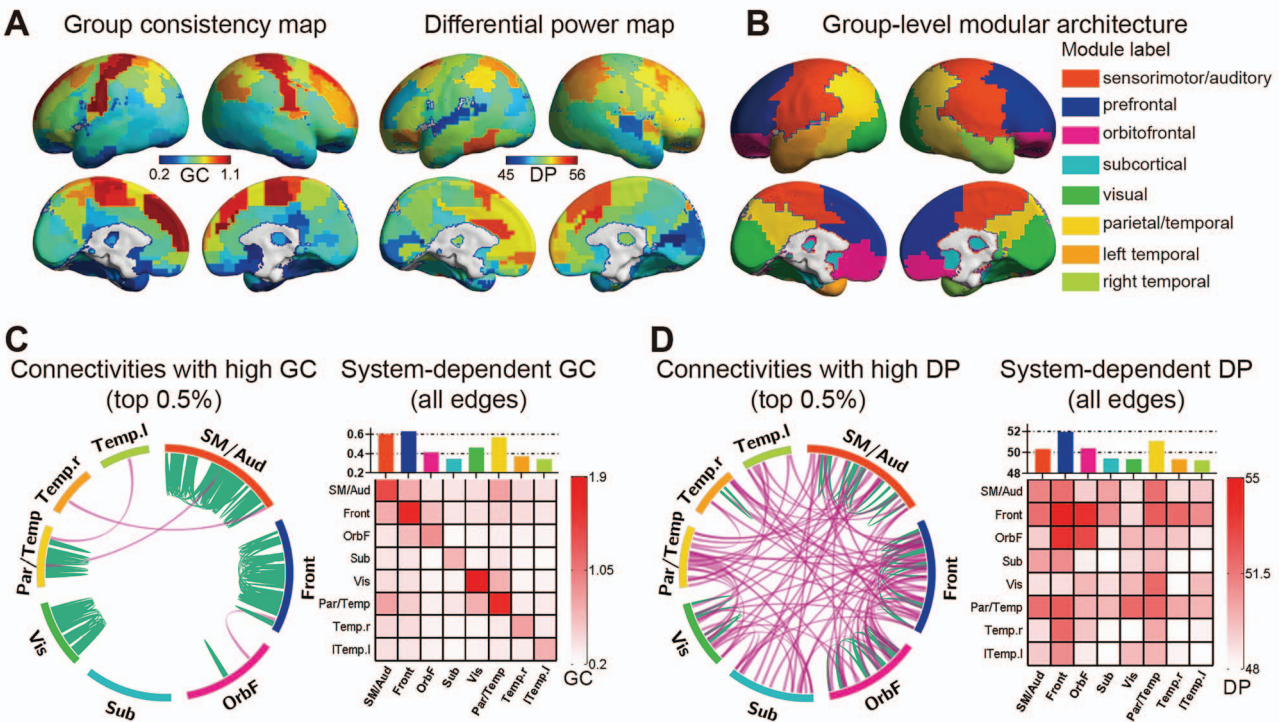 A
Group consistency map
Differential power map
0.2 GC 1.1
45 DP 56
B
Group-level modular architecture
Module label
sensorimotor/auditory
prefrontal
orbitofrontal
subcortical
visual
parietal/temporal
left temporal
right temporal
C
Connectivities with high GC
(top 0.5%)
Temp.l
SM/Aud
Temp.r
Par/Temp
Front
Vis
Sub
OrbF
System-dependent GC
(all edges)
0.6
0.4
0.2
SM/Aud
Front
OrbF
Sub
Vis
Par/Temp
Temp.r
lTemp.l
SM/Aud
Front
OrbF
Sub
Vis
Par/Temp
Temp.r
lTemp.l
1.9
1.05
0.2
GC
D
Connectivities with high DP
(top 0.5%)
Temp.l
SM/Aud
Temp.r
Par/Temp
Front
Vis
Sub
OrbF
System-dependent DP
(all edges)
52
50
48
SM/Aud
Front
OrbF
Sub
Vis
Par/Temp
Temp.r
lTemp.l
SM/Aud
Front
OrbF
Sub
Vis
Par/Temp
Temp.r
lTemp.l
55
51.5
48
DP